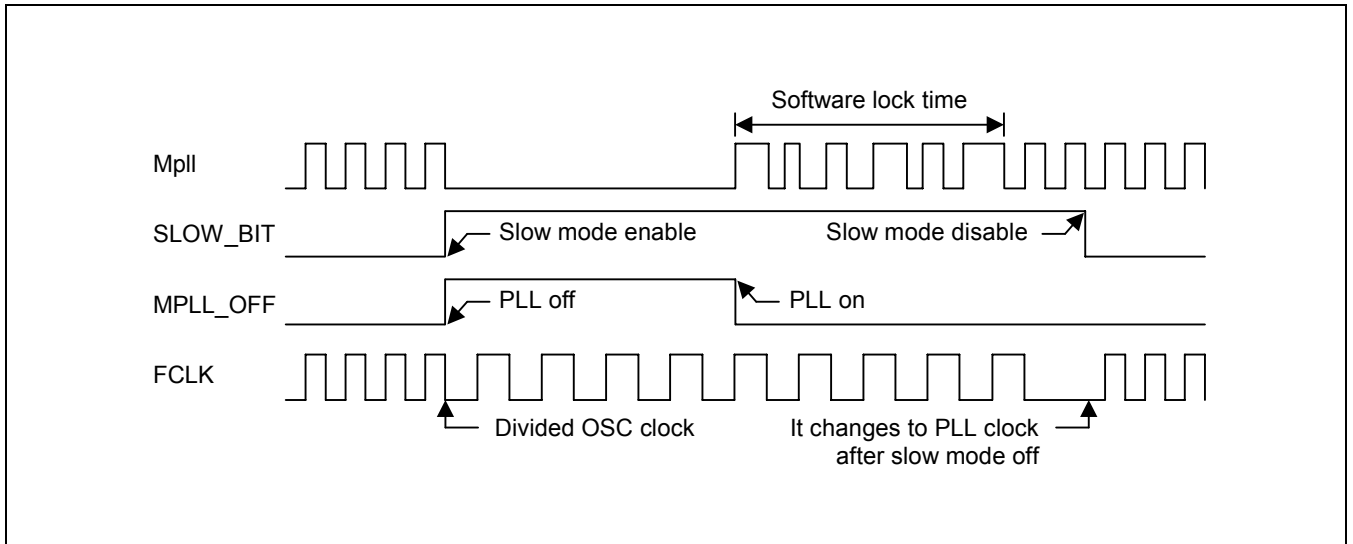 Software lock time
Mpll
SLOW_BIT
Slow mode enable
Slow mode disable
MPLL_OFF
PLL off
PLL on
FCLK
Divided OSC clock
It changes to PLL clock
after slow mode off